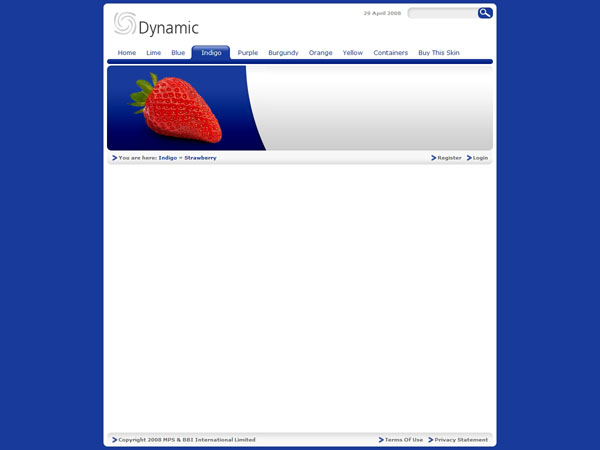 Dynamic
29 April 2008
Home Lime Blue Indigo Purple Burgundy Orange Yellow Containers Buy This Skin
You are here: Indigo » Strawberry
Register Login
Copyright 2008 MPS & BBI International Limited
Terms Of Use Privacy Statement